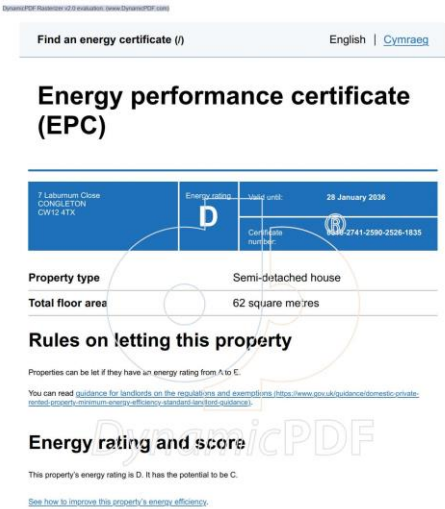 DynamicPDF Rasterizer v2.0 evaluation. (www.DynamicPDF.com)
Find an energy certificate (/)
English | Cymraeg
Energy performance certificate
(EPC)
7 Laburnum Close
CONGLETON
CW12 4TX
Energy rating
D
Valid until:
28 January 2036
Certificate
number:
2741-2590-2526-1835
Property type
Semi-detached house
Total floor area
62 square metres
Rules on letting this property
Properties can be let if they have an energy rating from A to E.
You can read guidance for landlords on the regulations and exemptions (https://www.gov.uk/guidance/domestic-private-
rented-property-minimum-energy-efficiency-standard-landlord-guidance).
Energy rating and score
This property's energy rating is D. It has the potential to be C.
See how to improve this property's energy efficiency.
DynamicPDF
®